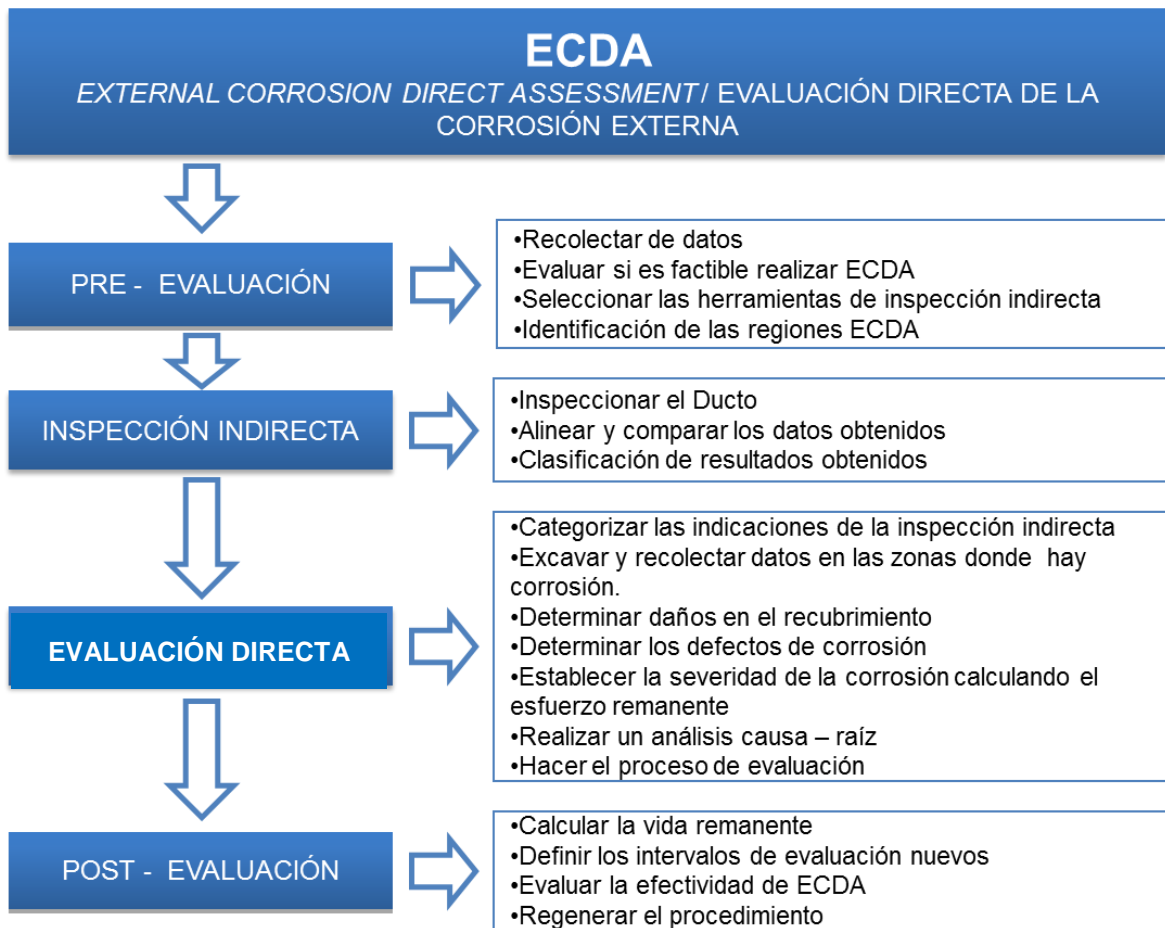 ECDA
EXTERNAL CORROSION DIRECT ASSESSMENT/ EVALUACIÓN DIRECTA DE LA
CORROSIÓN EXTERNA
PRE - EVALUACIÓN
•Recolectar de datos
•Evaluar si es factible realizar ECDA
•Seleccionar las herramientas de inspección indirecta
•Identificación de las regiones ECDA
INSPECCIÓN INDIRECTA
•Inspeccionar el Ducto
•Alinear y comparar los datos obtenidos
•Clasificación de resultados obtenidos
EVALUACIÓN DIRECTA
•Categorizar las indicaciones de la inspección indirecta
•Excavar y recolectar datos en las zonas donde hay
corrosión.
•Determinar daños en el recubrimiento
•Determinar los defectos de corrosión
•Establecer la severidad de la corrosión calculando el
esfuerzo remanente
•Realizar un análisis causa – raíz
•Hacer el proceso de evaluación
POST - EVALUACIÓN
•Calcular la vida remanente
•Definir los intervalos de evaluación nuevos
•Evaluar la efectividad de ECDA
•Regenerar el procedimiento